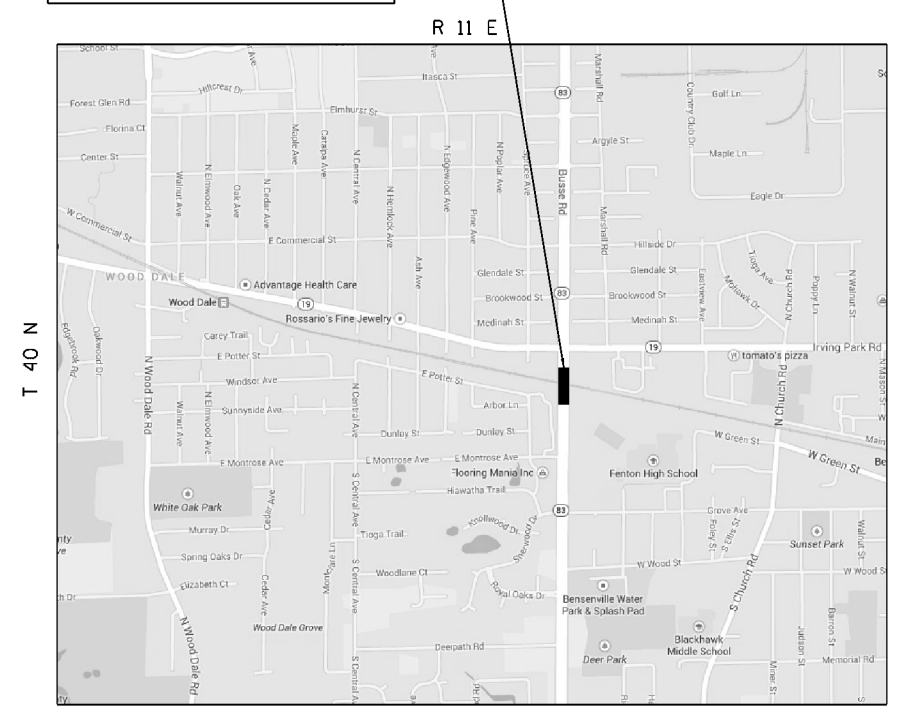 R 11 E
T 40 N
School St
Hillcrest Dr
Itasca St
Forest Glen Rd
Elmhurst St
Florina Ct
Center St
Walnut Ave
N Elmwood Ave
Oak Ave
N Cedar Ave
Maple Ave
Catalpa Ave
N Central Ave
N Hemlock Ave
Ash Ave
N Edgewood Ave
Pine Ave
N Poplar Ave
Spruce Ave
83
Busse Rd
Marshall Rd
Marshall Rd
Country Club Dr
Golf Ln
Argyle St
Maple Ln
Eagle Dr
W Commercial St
E Commercial St
Hillside Dr
WOOD DALE
Advantage Health Care
Glendale St
Glendale St
Eastview Ave
Tioga Ave
Mohawk Dr
N Church Rd
Poppy Ln
N Walnut St
Wood Dale
19
Brookwood St
83
Brookwood St
Rossario's Fine Jewelry
Medinah St
Medinah St
Edgebrook Rd
Oakwood Dr
Carey Trail
19
Irving Park Rd
tomato's pizza
N Wood Dale Rd
E Potter St
E Potter St
Windsor Ave
N Central Ave
N Church Rd
N Mason St
Walnut Ave
N Elmwood Ave
Sunnyside Ave
Arbor Ln
Dunlay St
Dunlay St
W Green St
Main
W Green St
E Montrose Ave
E Montrose Ave
E Montrose Ave
Flooring Mania Inc
Fenton High School
Hiawatha Trail
White Oak Park
S Central Ave
83
Grove Ave
Murray Dr
Tioga Trail
Knollwood Dr
Sherwood Dr
Foley St
S Ellis St
Sunset Park
Walnut St
Spring Oaks Dr
W Wood St
W Wood S
Elizabeth Ct
Cedar Ave
S Central Ave
Woodlane Ct
Royal Oaks Dr
Bensenville Water
Park & Splash Pad
S Church Rd
Wood Dale Grove
Barron St
Judson St
N Wood Dale Rd
Deerpath Rd
Deer Park
Blackhawk
Middle School
Memorial Rd
S Central Av
Miner St